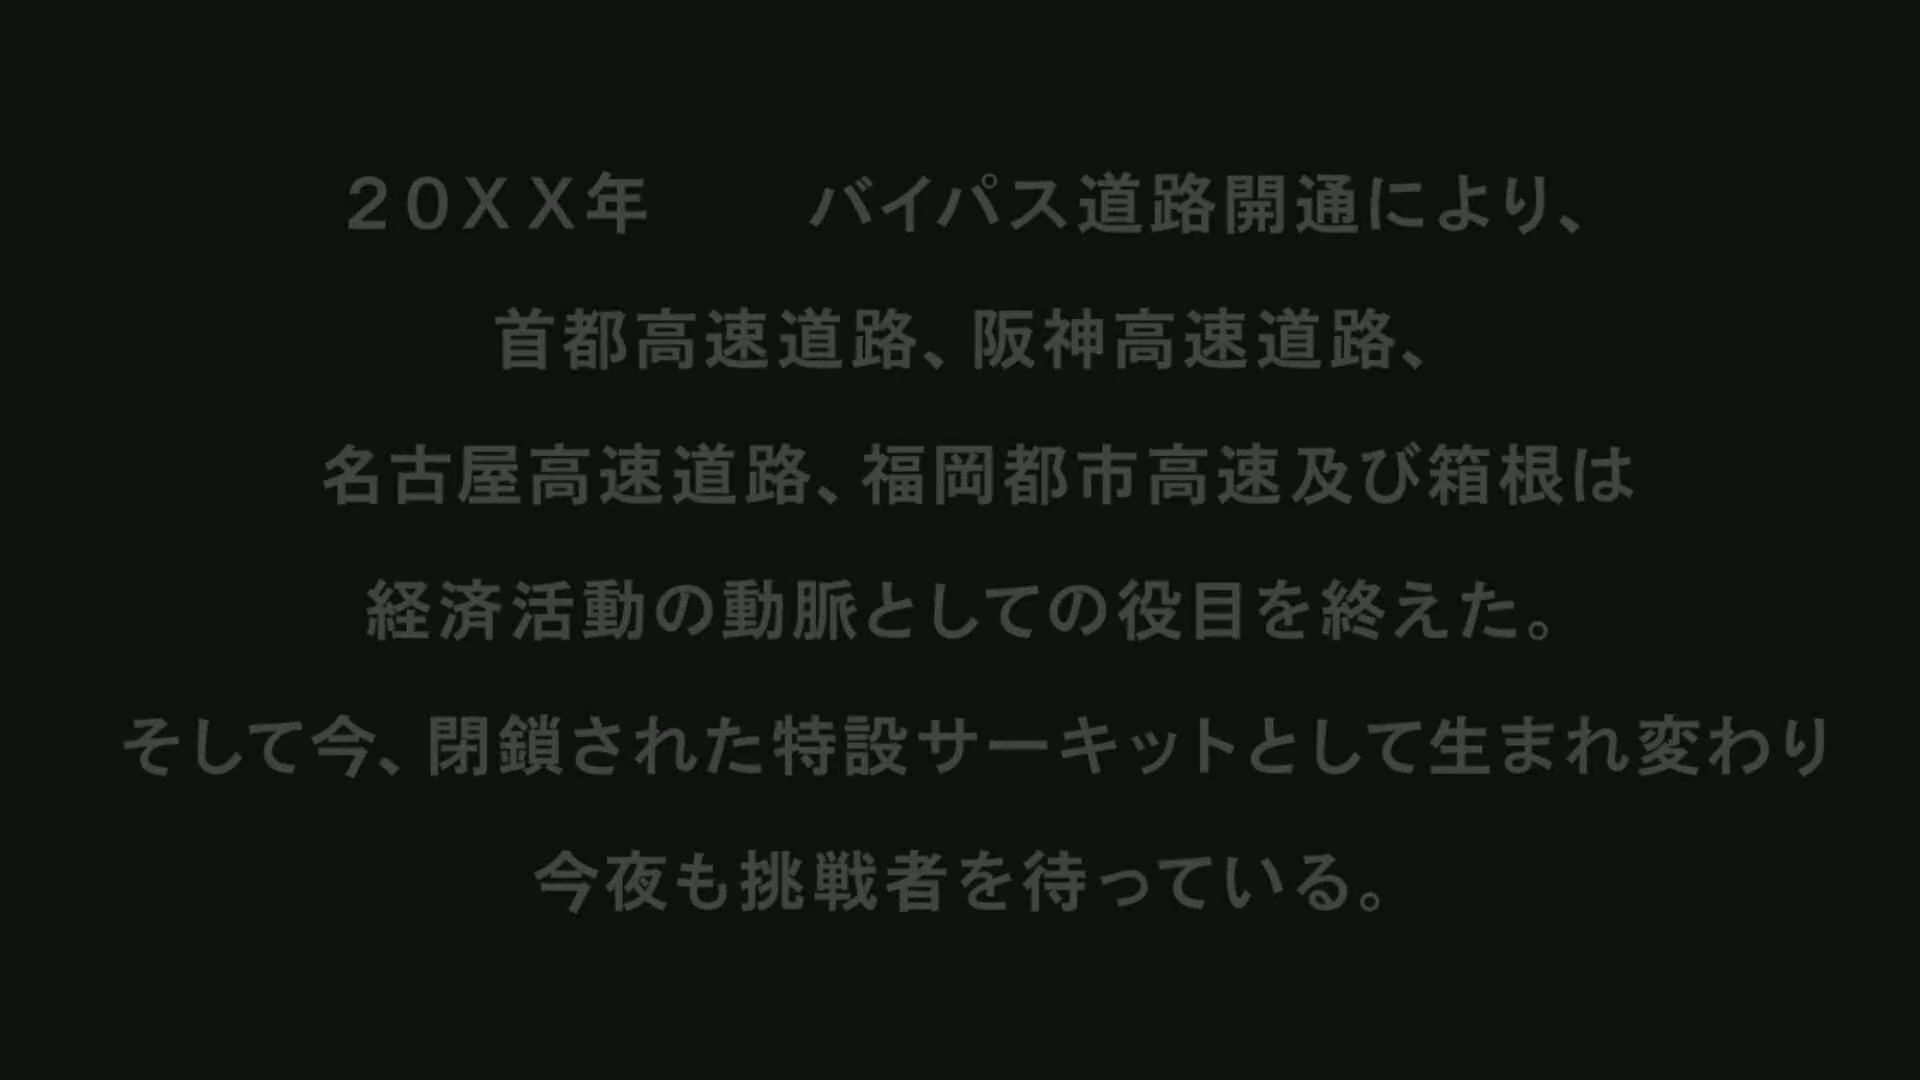 ２０ＸＸ年　　バイパス道路開通により、
首都高速道路、阪神高速道路、
名古屋高速道路、福岡都市高速及び箱根は
経済活動の動脈としての役目を終えた。
そして今、閉鎖された特設サーキットとして生まれ変わり
今夜も挑戦者を待っている。